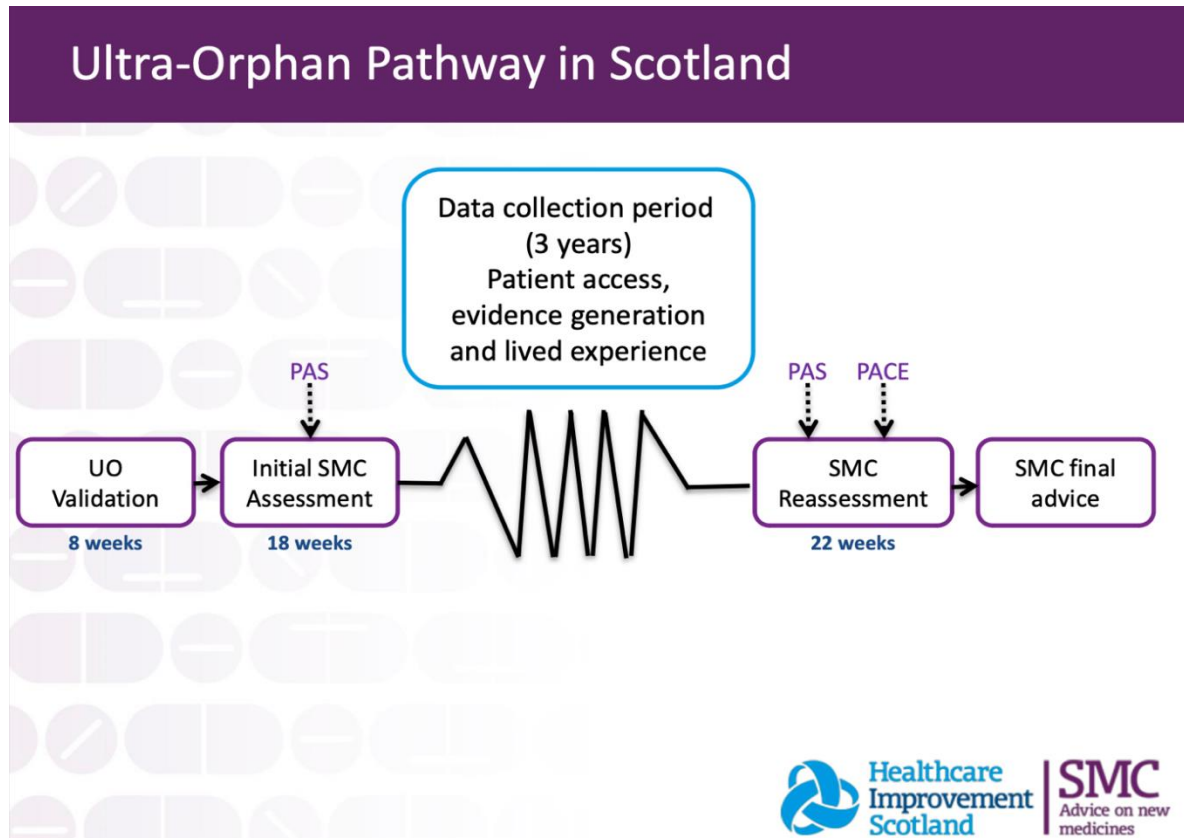 Ultra-Orphan Pathway in Scotland
Data collection period
(3 years)
Patient access,
evidence generation
and lived experience
PAS
PAS
PACE
UO
Validation
8 weeks
Initial SMC
Assessment
18 weeks
SMC
Reassessment
22 weeks
SMC final
advice
Healthcare
Improvement
Scotland
SMC
Advice on new
medicines